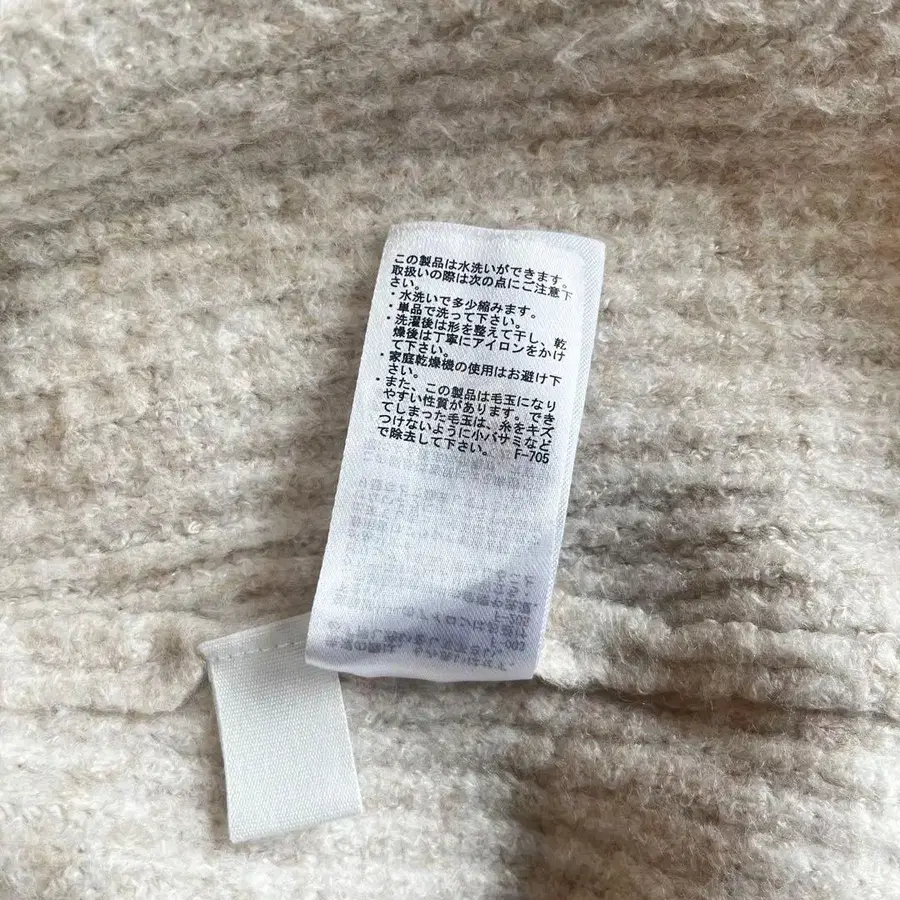 この製品は水洗いができます。
取扱いの際は次の点にご注意下
さい。
・水洗いで多少縮みます。
・単品で洗って下さい。
・洗濯後は形を整えて干し、乾
燥後は丁寧にアイロンをかけ
て下さい。
・家庭乾燥機の使用はお避け下
さい。
・また、この製品は毛玉になり
やすい性質があります。でき
てしまった毛玉は、糸をキズ
つけないように小バサミなど
で除去して下さい。 F-705